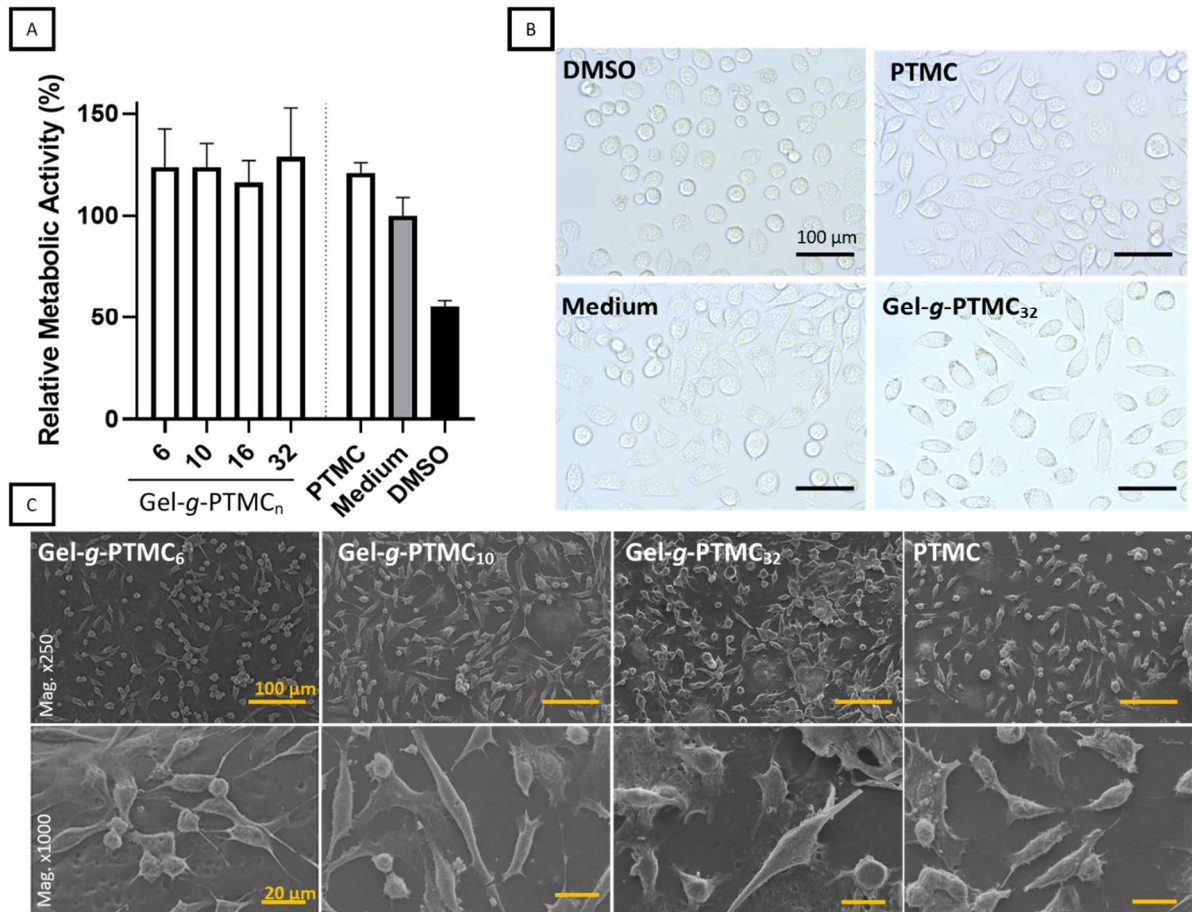 A
Relative Metabolic Activity (%)
150
100
50
0
6
10
16
32
PTMC
Medium
DMSO
Gel-g-PTMCₙ
B
DMSO
PTMC
100 µm
Medium
Gel-g-PTMC₃₂
C
Gel-g-PTMC₆
Gel-g-PTMC₁₀
Gel-g-PTMC₃₂
PTMC
Mag. x250
100 µm
Mag. x1000
20 µm